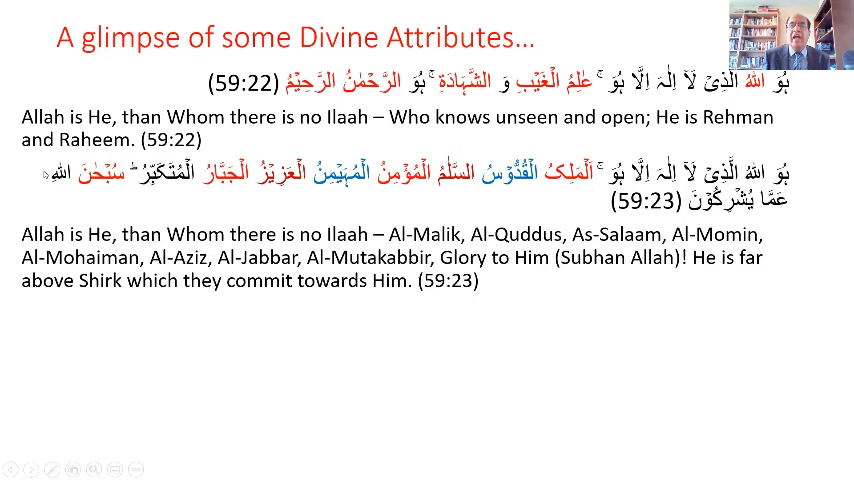 A glimpse of some Divine Attributes...
ہُوَ اللّٰہُ الَّذِیۡ لَاۤ اِلٰہَ اِلَّا ہُوَ ۚ عٰلِمُ الۡغَیۡبِ وَ الشَّہَادَۃِ ۚ ہُوَ الرَّحۡمٰنُ الرَّحِیۡمُ (59:22)
Allah is He, than Whom there is no Ilaah – Who knows unseen and open; He is Rehman
and Raheem. (59:22)
ہُوَ اللّٰہُ الَّذِیۡ لَاۤ اِلٰہَ اِلَّا ہُوَ ۚ اَلۡمَلِکُ الۡقُدُّوۡسُ السَّلٰمُ الۡمُؤۡمِنُ الۡمُہَیۡمِنُ الۡعَزِیۡزُ الۡجَبَّارُ الۡمُتَکَبِّرُ ؕ سُبۡحٰنَ اللّٰہِ
عَمَّا یُشۡرِکُوۡنَ (59:23)
Allah is He, than Whom there is no Ilaah – Al-Malik, Al-Quddus, As-Salaam, Al-Momin,
Al-Mohaiman, Al-Aziz, Al-Jabbar, Al-Mutakabbir, Glory to Him (Subhan Allah)! He is far
above Shirk which they commit towards Him. (59:23)